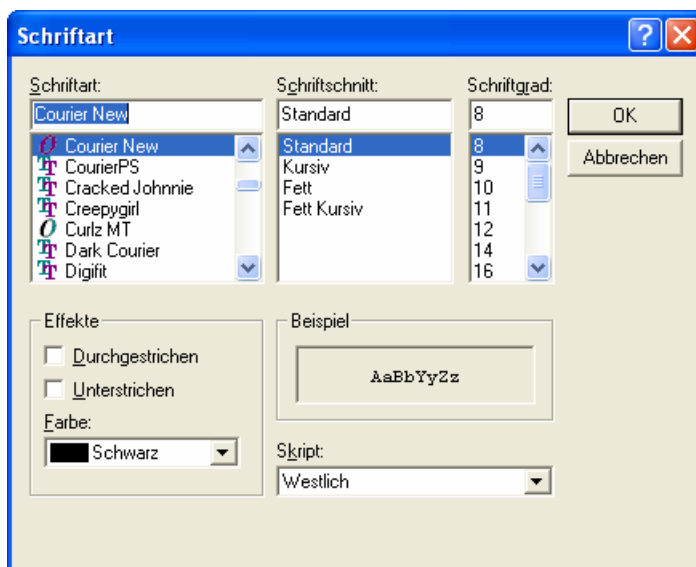 Schriftart
Schriftart:
Courier New
Courier New
CourierPS
Cracked Johnnie
Creepygirl
Curlz MT
Dark Courier
Digifit
Schriftschnitt:
Standard
Standard
Kursiv
Fett
Fett Kursiv
Schriftgrad:
8
8
9
10
11
12
14
16
OK
Abbrechen
Effekte
Durchgestrichen
Unterstrichen
Farbe:
Schwarz
Beispiel
AaBbYyZz
Skript:
Westlich